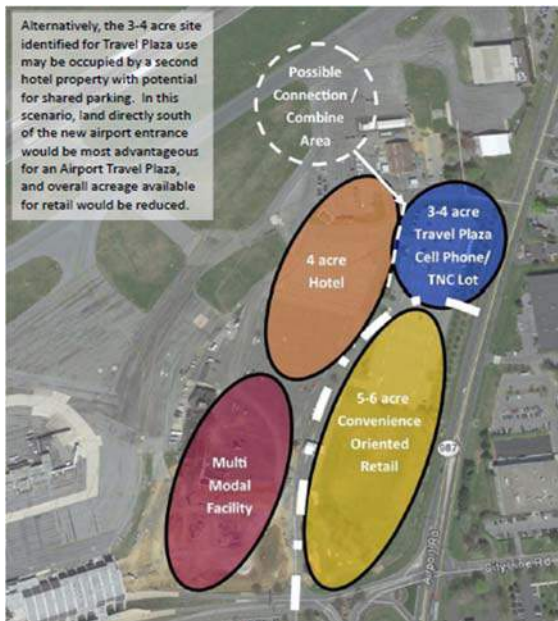 Alternatively, the 3-4 acre site
identified for Travel Plaza use
may be occupied by a second
hotel property with potential
for shared parking. In this
scenario, land directly south
of the new airport entrance
would be most advantageous
for an Airport Travel Plaza,
and overall acreage available
for retail would be reduced.
Possible
Connection /
Combine
Area
3-4 acre
Travel Plaza
Cell Phone/
TNC Lot
4 acre
Hotel
5-6 acre
Convenience
Oriented
Retail
987
Multi
Modal
Facility
Airport Rd